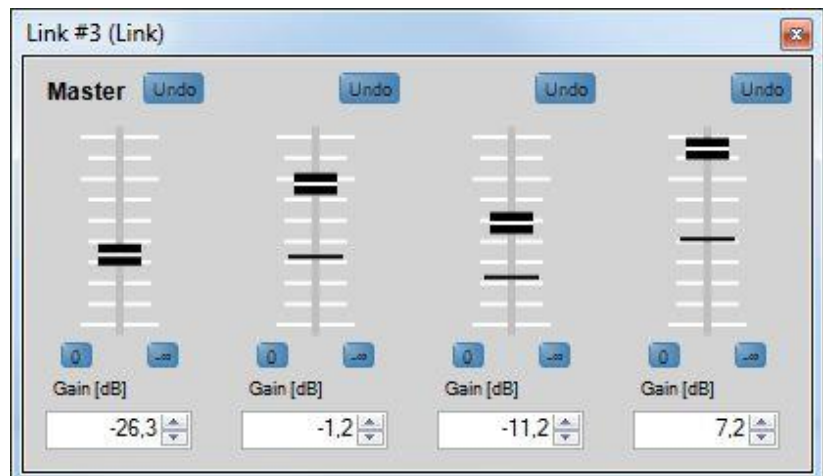 Link #3 (Link)
Master Undo Undo Undo Undo
0 -∞ 0 -∞ 0 -∞ 0 -∞
Gain [dB] Gain [dB] Gain [dB] Gain [dB]
-26,3 -1,2 -11,2 7,2